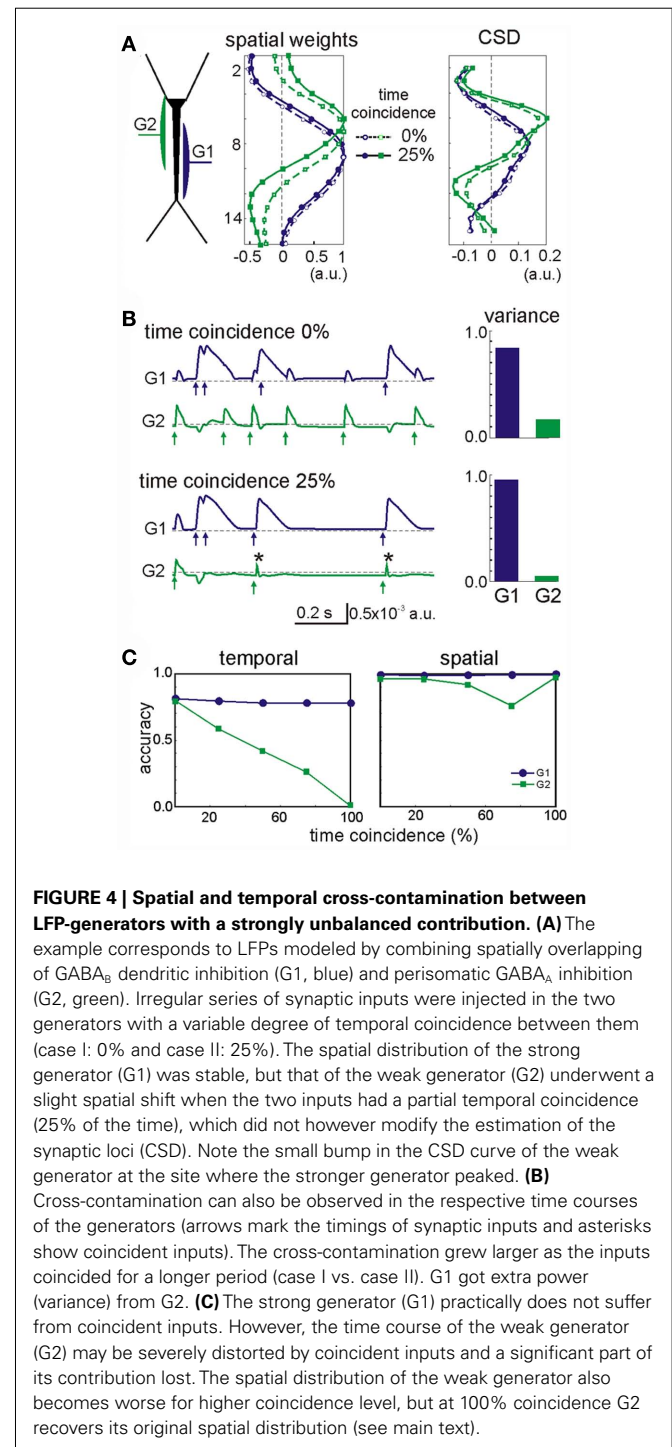 A
spatial weights
CSD
2
8
14
G2
G1
time
coincidence
0%
25%
-0.5 0 0.5 1
(a.u.)
-0.1 0 0.1 0.2
(a.u.)
B
time coincidence 0%
variance
G1
G2
1.0
0.0
time coincidence 25%
G1
G2
* *
0.2 s 0.5x10⁻³ a.u.
1.0
0.0
G1 G2
C
temporal
spatial
accuracy
1.0
0.0
20 60 100
20 60 100
G1
G2
time coincidence (%)
FIGURE 4 | Spatial and temporal cross-contamination between
LFP-generators with a strongly unbalanced contribution. (A) The
example corresponds to LFPs modeled by combining spatially overlapping
of GABA_B dendritic inhibition (G1, blue) and perisomatic GABA_A inhibition
(G2, green). Irregular series of synaptic inputs were injected in the two
generators with a variable degree of temporal coincidence between them
(case I: 0% and case II: 25%). The spatial distribution of the strong
generator (G1) was stable, but that of the weak generator (G2) underwent a
slight spatial shift when the two inputs had a partial temporal coincidence
(25% of the time), which did not however modify the estimation of the
synaptic loci (CSD). Note the small bump in the CSD curve of the weak
generator at the site where the stronger generator peaked. (B)
Cross-contamination can also be observed in the respective time courses
of the generators (arrows mark the timings of synaptic inputs and asterisks
show coincident inputs). The cross-contamination grew larger as the inputs
coincided for a longer period (case I vs. case II). G1 got extra power
(variance) from G2. (C) The strong generator (G1) practically does not suffer
from coincident inputs. However, the time course of the weak generator
(G2) may be severely distorted by coincident inputs and a significant part of
its contribution lost. The spatial distribution of the weak generator also
becomes worse for higher coincidence level, but at 100% coincidence G2
recovers its original spatial distribution (see main text).